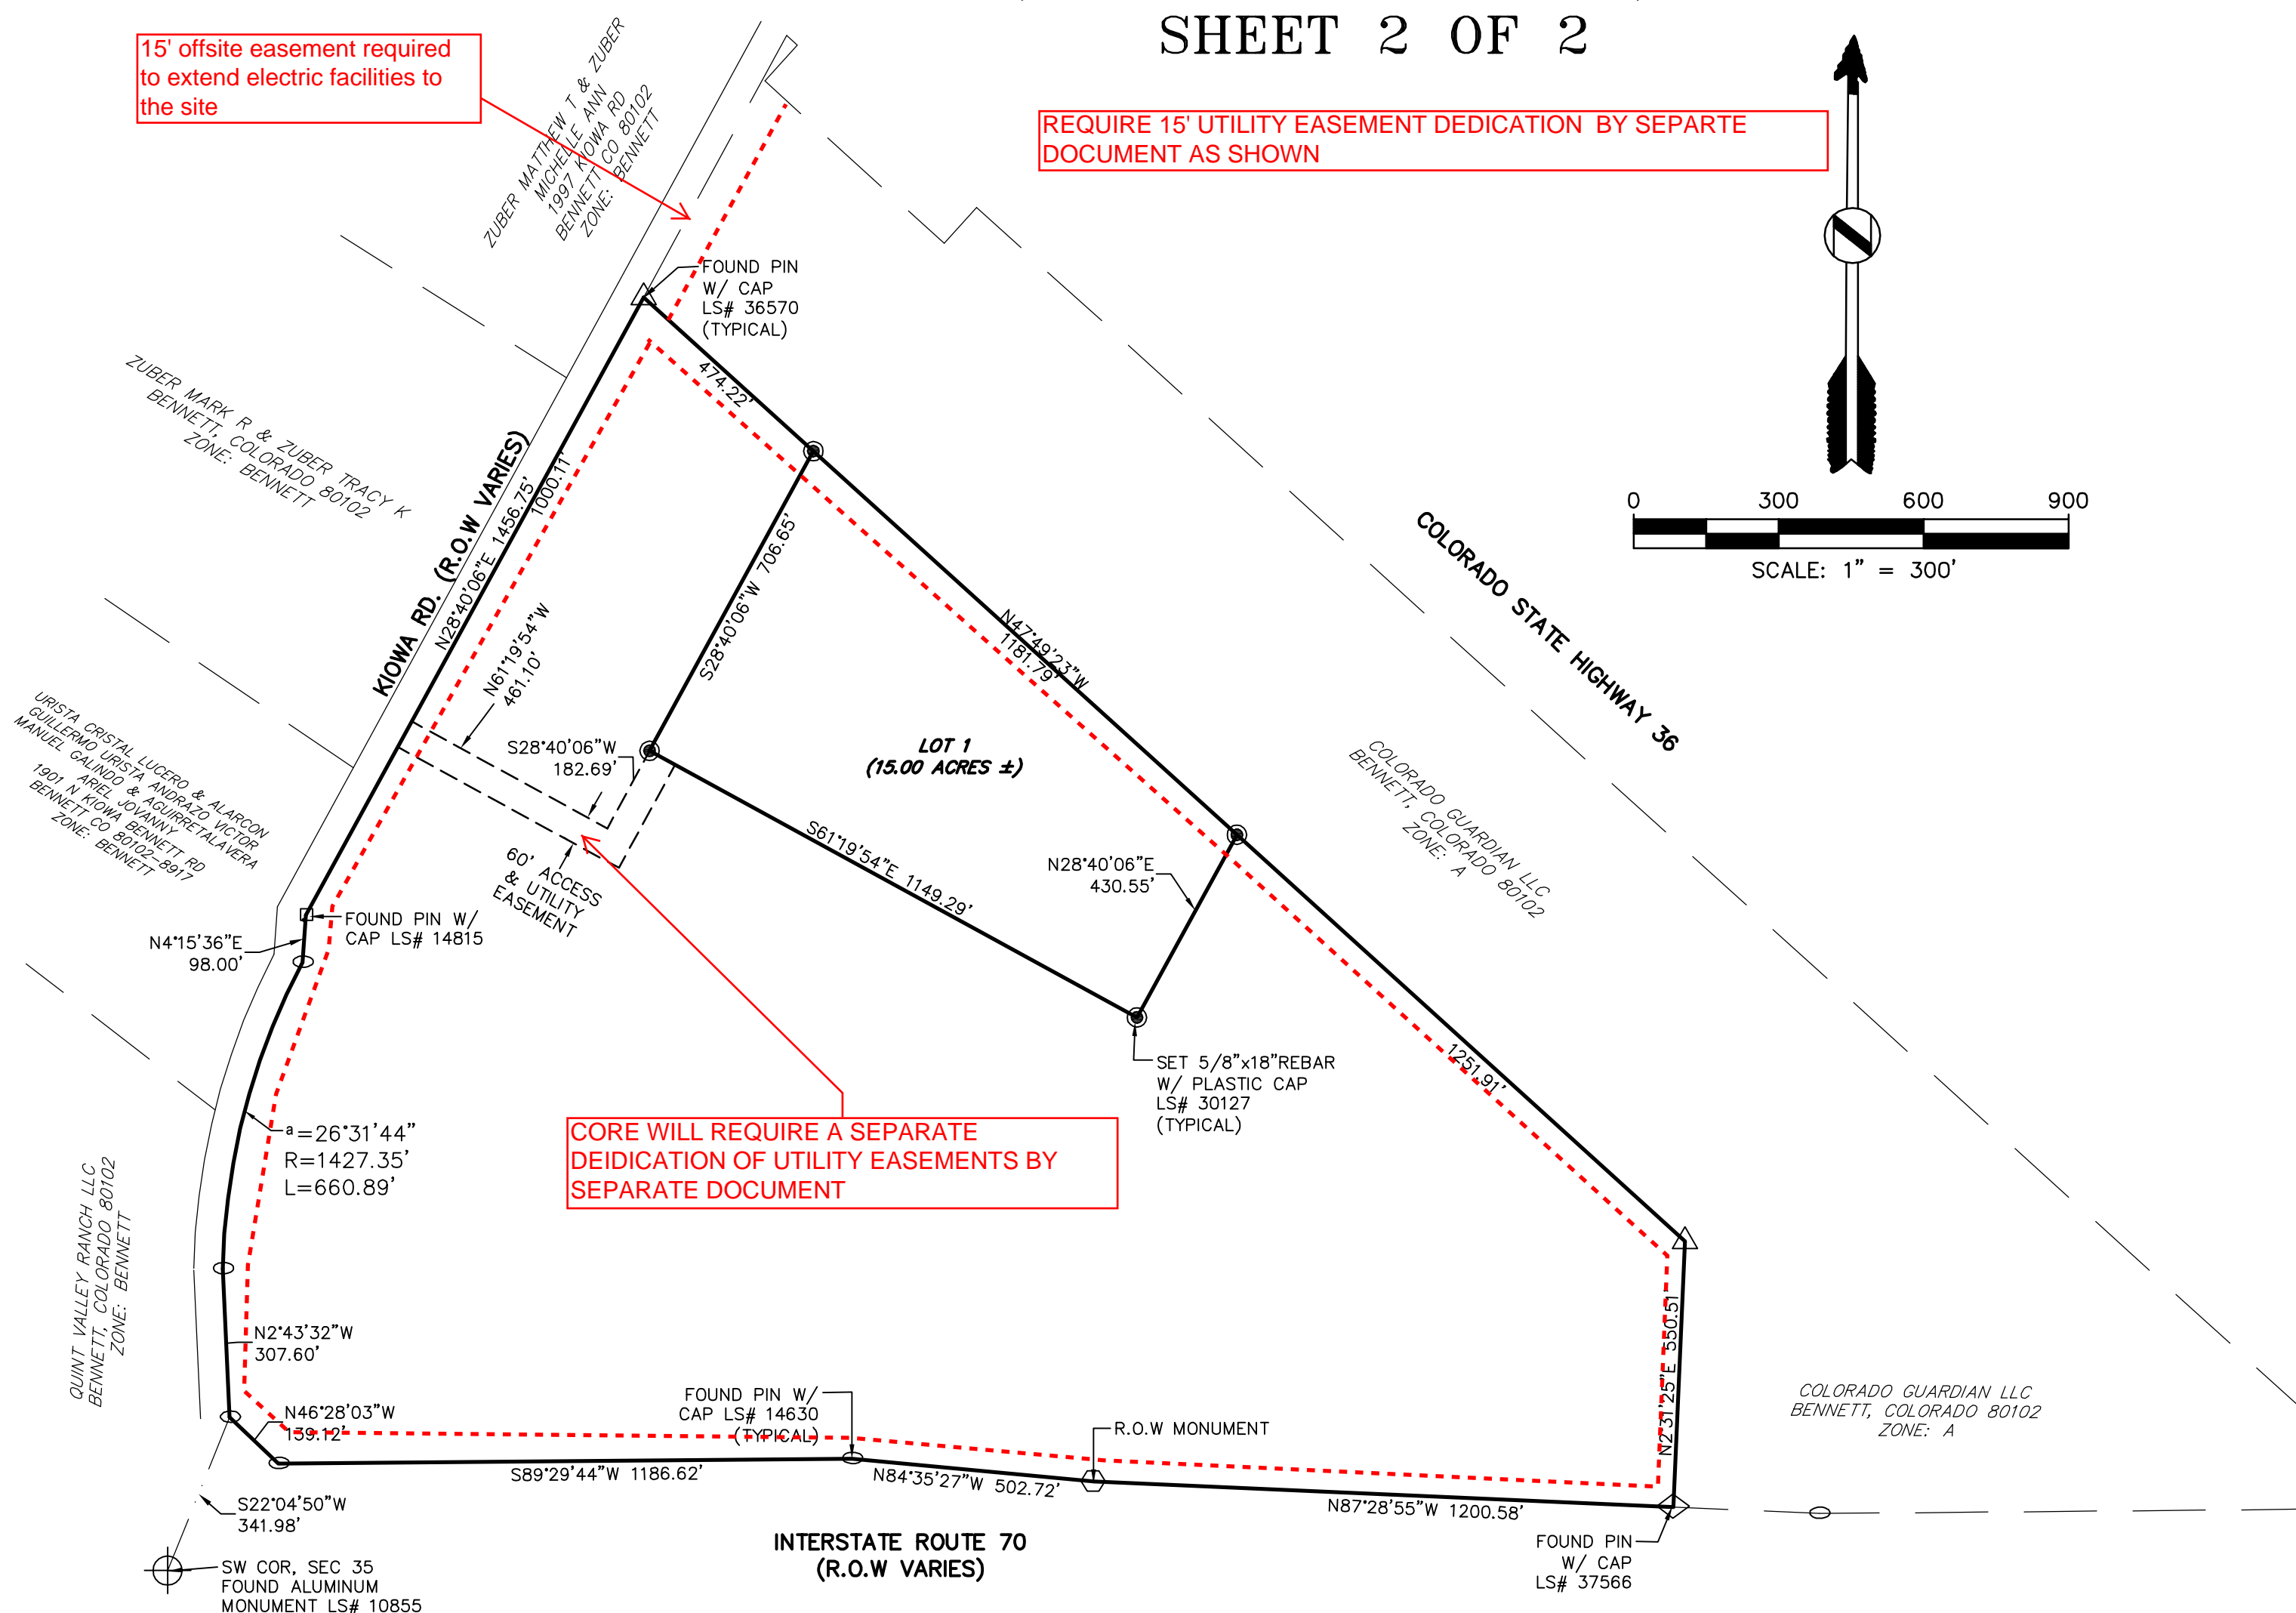 SHEET 2 OF 2
15' offsite easement required
to extend electric facilities to
the site
REQUIRE 15' UTILITY EASEMENT DEDICATION  BY SEPARTE
DOCUMENT AS SHOWN
ZUBER MATTHEW T & ZUBER
MICHELLE ANN
1997 KIOWA RD
BENNETT CO 80102
ZONE: BENNETT
FOUND PIN
W/ CAP
LS# 36570
(TYPICAL)
474.22'
ZUBER MARK R & ZUBER TRACY K
BENNETT, COLORADO 80102
ZONE: BENNETT
KIOWA RD. (R.O.W VARIES)
N28°40'06"E 1456.75'
1000.11'
0 300 600 900
SCALE: 1" = 300'
COLORADO STATE HIGHWAY 36
S28°40'06"W 706.65'
N61°19'54"W
461.10'
N47°49'23"W
1181.79'
S28°40'06"W
182.69'
LOT 1
(15.00 ACRES ±)
URISTA CRISTAL LUCERO & ALARCON
GUILLERMO URISTA ANDRAZO VICTOR
MANUEL GALINDO & AGUIRRETALAVERA
ARIEL JOVANNY
1901 N KIOWA BENNETT RD
BENNETT CO 80102-8917
ZONE: BENNETT
COLORADO GUARDIAN LLC
BENNETT, COLORADO 80102
ZONE: A
S61°19'54"E 1149.29'
N28°40'06"E
430.55'
60' ACCESS
& UTILITY
EASEMENT
FOUND PIN W/
CAP LS# 14815
N4°15'36"E
98.00'
SET 5/8"x18"REBAR
W/ PLASTIC CAP
LS# 30127
(TYPICAL)
1251.91'
a=26°31'44"
R=1427.35'
L=660.89'
CORE WILL REQUIRE A SEPARATE
DEIDICATION OF UTILITY EASEMENTS BY
SEPARATE DOCUMENT
QUINT VALLEY RANCH LLC
BENNETT, COLORADO 80102
ZONE: BENNETT
N2°43'32"W
307.60'
N2°31'25"E 550.51'
N46°28'03"W
139.12'
FOUND PIN W/
CAP LS# 14630
(TYPICAL)
R.O.W MONUMENT
COLORADO GUARDIAN LLC
BENNETT, COLORADO 80102
ZONE: A
S89°29'44"W 1186.62'
N84°35'27"W 502.72'
N87°28'55"W 1200.58'
S22°04'50"W
341.98'
INTERSTATE ROUTE 70
(R.O.W VARIES)
FOUND PIN
W/ CAP
LS# 37566
SW COR, SEC 35
FOUND ALUMINUM
MONUMENT LS# 10855